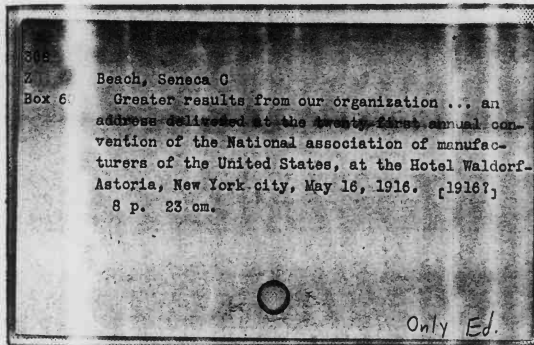 308
Z
Box 60
Beach, Seneca C
Greater results from our organization ... an
address delivered at the twenty-first annual con-
vention of the National association of manufac-
turers of the United States, at the Hotel Waldorf-
Astoria, New York city, May 16, 1916. [1916?]
8 p. 23 cm.
Only Ed.